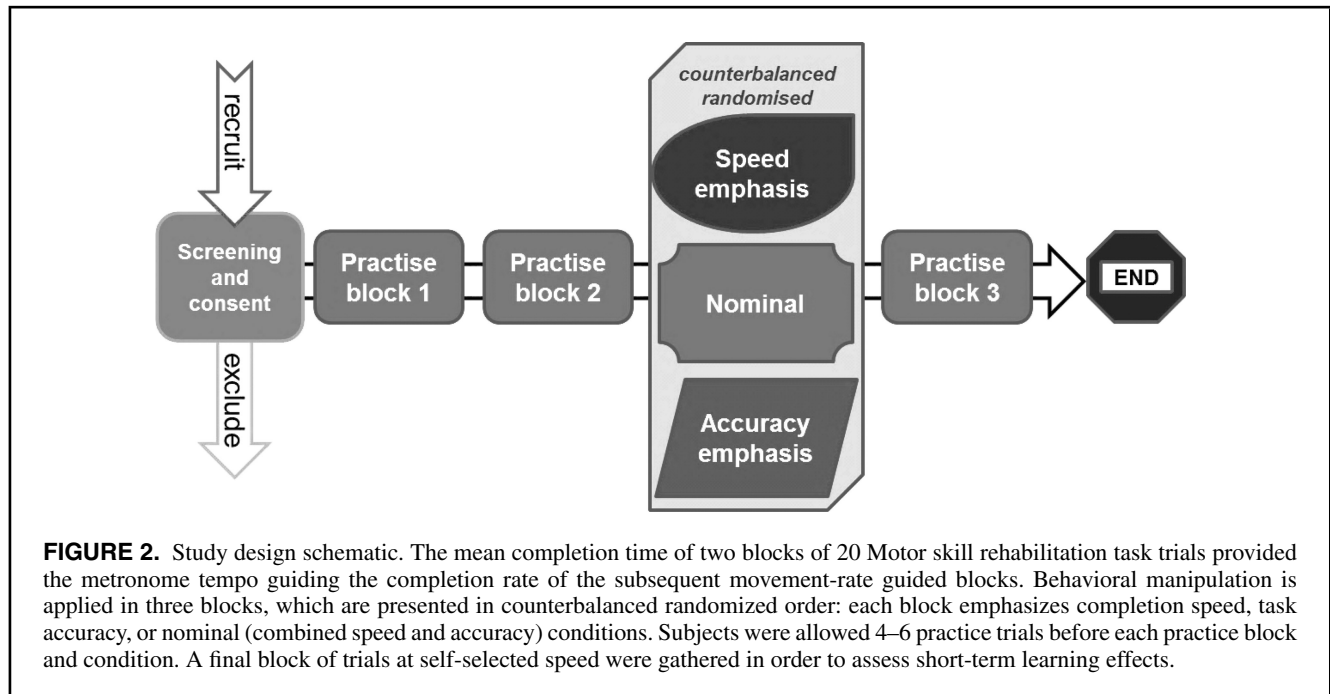 recruit
Screening
and
consent
exclude
Practise
block 1
Practise
block 2
counterbalanced
randomised
Speed
emphasis
Nominal
Accuracy
emphasis
Practise
block 3
END
FIGURE 2. Study design schematic. The mean completion time of two blocks of 20 Motor skill rehabilitation task trials provided
the metronome tempo guiding the completion rate of the subsequent movement-rate guided blocks. Behavioral manipulation is
applied in three blocks, which are presented in counterbalanced randomized order: each block emphasizes completion speed, task
accuracy, or nominal (combined speed and accuracy) conditions. Subjects were allowed 4–6 practice trials before each practice block
and condition. A final block of trials at self-selected speed were gathered in order to assess short-term learning effects.